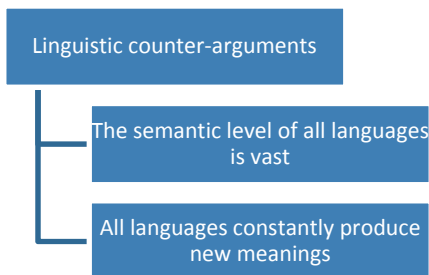 Linguistic counter-arguments
The semantic level of all languages
is vast
All languages constantly produce
new meanings